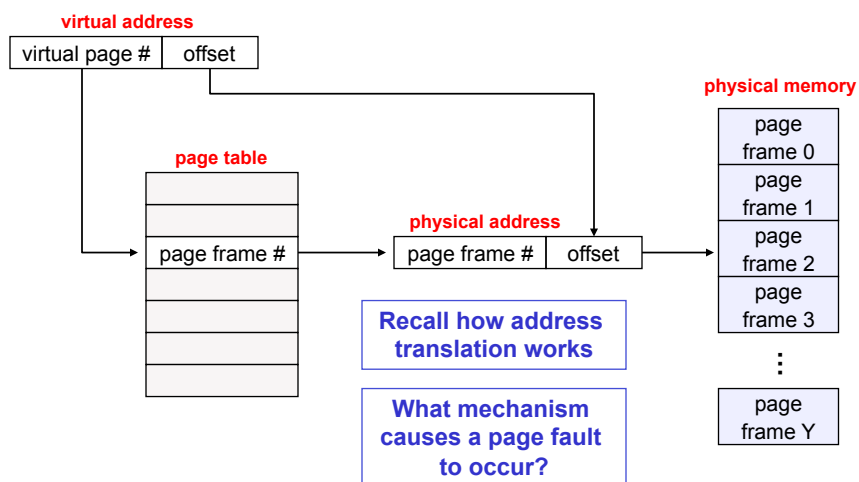 virtual address
virtual page #
offset
physical memory
page
frame 0
page
frame 1
page
frame 2
page
frame 3
⋮
page
frame Y
page table
page frame #
physical address
page frame #
offset
Recall how address
translation works
What mechanism
causes a page fault
to occur?